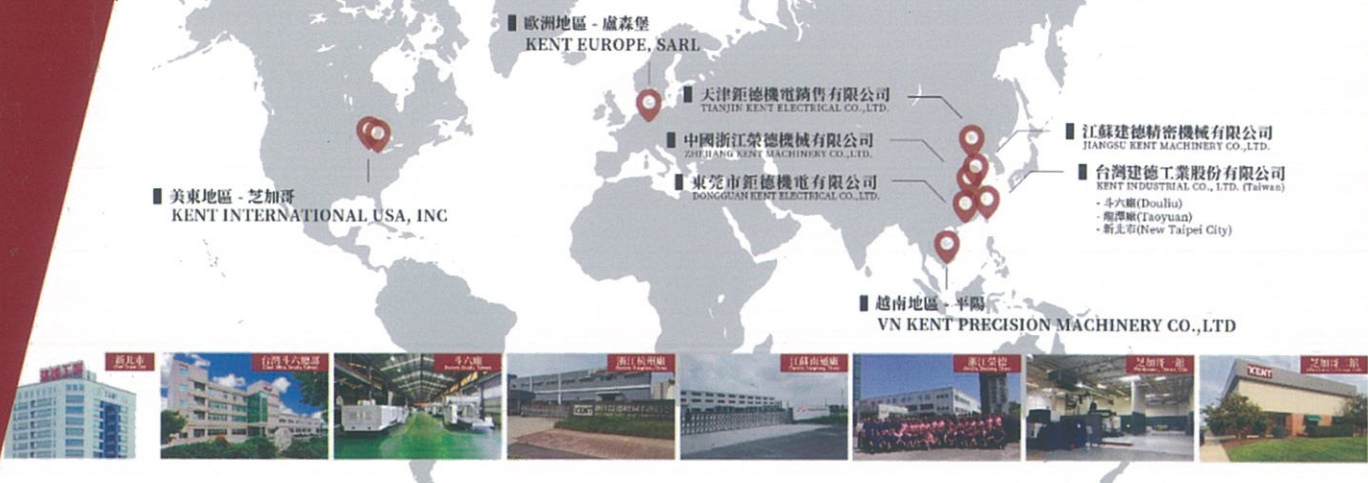 歐洲地區 - 盧森堡
KENT EUROPE, SARL
天津鉅德機電銷售有限公司
TIANJIN KENT ELECTRICAL CO.,LTD.
中國浙江榮德機械有限公司
ZHEJIANG KENT MACHINERY CO.,LTD.
東莞市鉅德機電有限公司
DONGGUAN KENT ELECTRICAL CO.,LTD.
江蘇建德精密機械有限公司
JIANGSU KENT MACHINERY CO.,LTD.
台灣建德工業股份有限公司
KENT INDUSTRIAL CO., LTD. (Taiwan)
- 斗六廠(Douliu)
- 龍潭廠(Taoyuan)
- 新北市(New Taipei City)
美東地區 - 芝加哥
KENT INTERNATIONAL USA, INC
越南地區 - 平陽
VN KENT PRECISION MACHINERY CO.,LTD
新北市
台灣斗六總部
斗六廠
浙江杭州廠
江蘇南通廠
浙江榮德
芝加哥一館
芝加哥二館
KENT
KENT